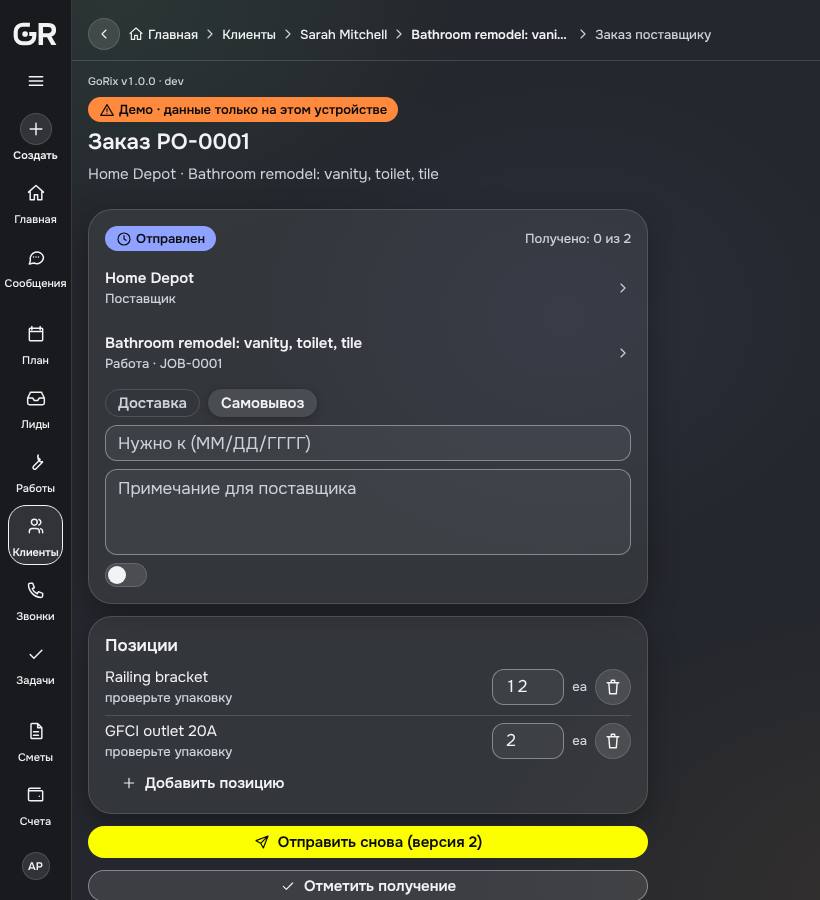 GR
Главная
Клиенты
Sarah Mitchell
Bathroom remodel: vani...
Заказ поставщику
GoRix v1.0.0 · dev
Демо · данные только на этом устройстве
Заказ PO-0001
Home Depot · Bathroom remodel: vanity, toilet, tile
Создать
Главная
Сообщения
План
Лиды
Работы
Клиенты
Звонки
Задачи
Сметы
Счета
AP
Отправлен
Получено: 0 из 2
Home Depot
Поставщик
Bathroom remodel: vanity, toilet, tile
Работа · JOB-0001
Доставка
Самовывоз
Нужно к (ММ/ДД/ГГГГ)
Примечание для поставщика
Позиции
Railing bracket
проверьте упаковку
12
ea
GFCI outlet 20A
проверьте упаковку
2
ea
Добавить позицию
Отправить снова (версия 2)
Отметить получение